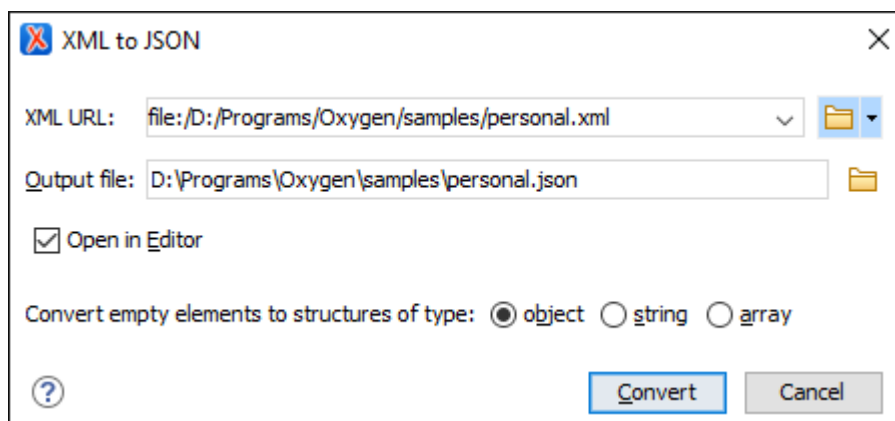 XML to JSON
XML URL: file:/D:/Programs/Oxygen/samples/personal.xml
Output file: D:\Programs\Oxygen\samples\personal.json
Open in Editor
Convert empty elements to structures of type: object string array
? Convert Cancel